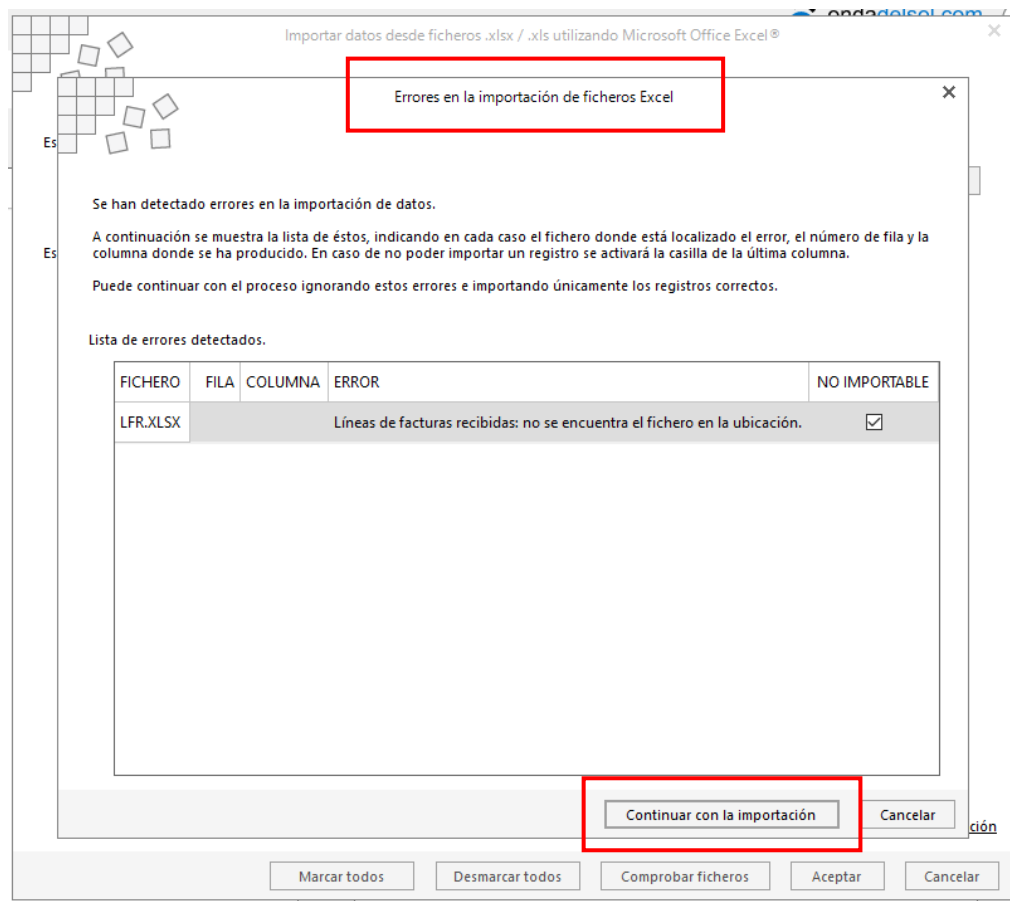 ondadelsol.com /
Importar datos desde ficheros .xlsx / .xls utilizando Microsoft Office Excel®
Errores en la importación de ficheros Excel
Es
Se han detectado errores en la importación de datos.
A continuación se muestra la lista de éstos, indicando en cada caso el fichero donde está localizado el error, el número de fila y la
Es
columna donde se ha producido. En caso de no poder importar un registro se activará la casilla de la última columna.
Puede continuar con el proceso ignorando estos errores e importando únicamente los registros correctos.
Lista de errores detectados.
FICHERO FILA COLUMNA ERROR NO IMPORTABLE
LFR.XLSX Líneas de facturas recibidas: no se encuentra el fichero en la ubicación.
Continuar con la importación Cancelar
ción
Marcar todos Desmarcar todos Comprobar ficheros Aceptar Cancelar